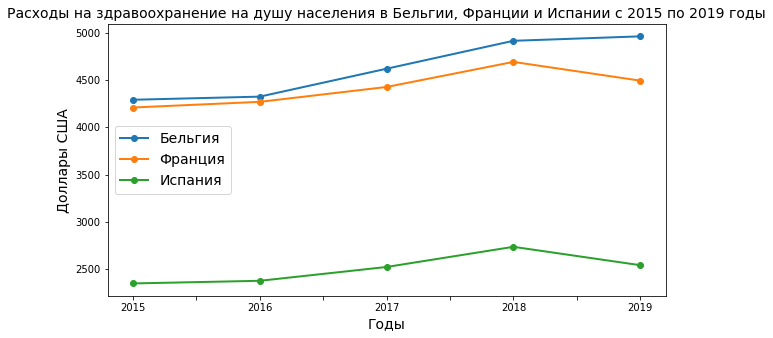 Расходы на здравоохранение на душу населения в Бельгии, Франции и Испании с 2015 по 2019 годы
5000
4500
4000
3500
3000
2500
Доллары США
Бельгия
Франция
Испания
2015 2016 2017 2018 2019
Годы